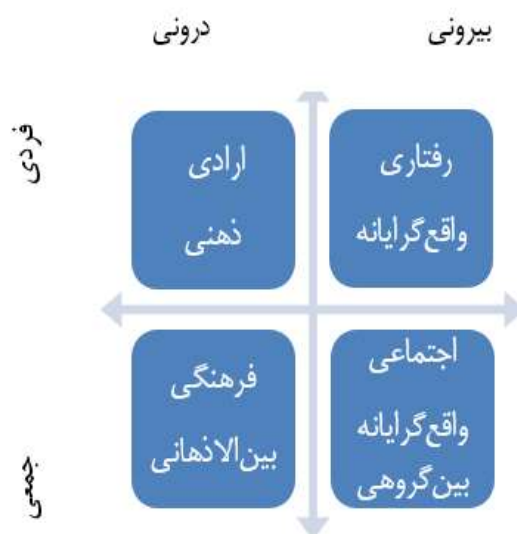 بیرونی
درونی
فردی
رفتاری
واقع‌گرایانه
ارادی
ذهنی
جمعی
اجتماعی
واقع‌گرایانه
بین‌گروهی
فرهنگی
بین‌الاذهانی